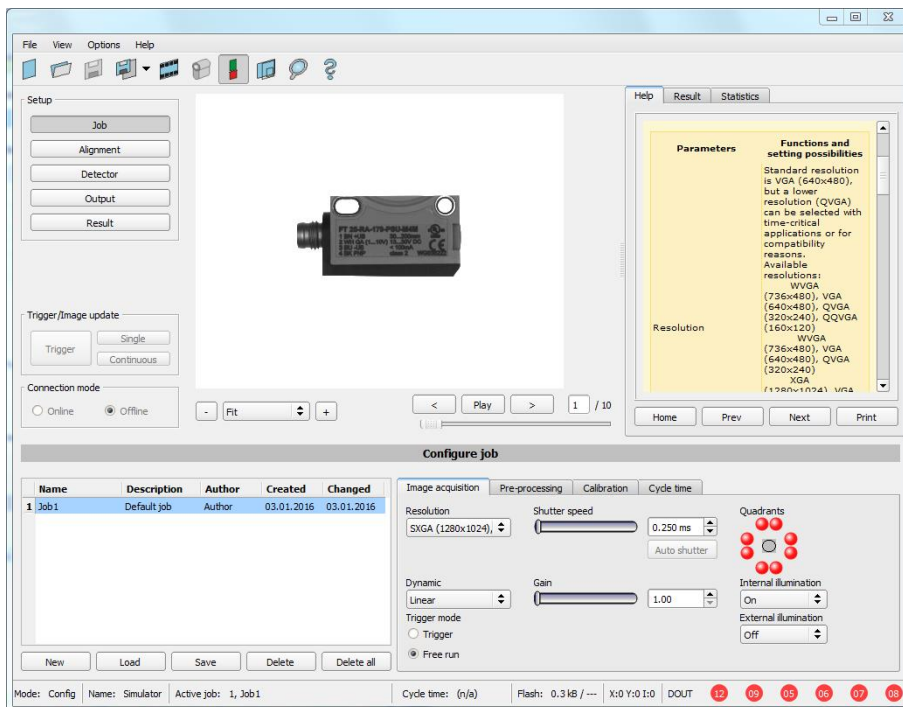 File View Options Help
Setup
Job
Alignment
Detector
Output
Result
Trigger/Image update
Trigger
Single
Continuous
Connection mode
Online Offline
FT 25-RA-170-PSU-M4M
- Fit +
< Play > 1 / 10
Help Result Statistics
Parameters
Functions and
setting possibilities
Resolution
Standard resolution
is VGA (640x480),
but a lower
resolution (QVGA)
can be selected with
time-critical
applications or for
compatibility
reasons.
Available
resolutions:
WVGA
(736x480), VGA
(640x480), QVGA
(320x240), QQVGA
(160x120)
WVGA
(736x480), VGA
(640x480), QVGA
(320x240)
XGA
(1280x1024), VGA
Home Prev Next Print
Configure job
Name Description Author Created Changed
1 Job1 Default job Author 03.01.2016 03.01.2016
New Load Save Delete Delete all
Image acquisition Pre-processing Calibration Cycle time
Resolution Shutter speed Quadrants
SXGA (1280x1024), 0.250 ms
Auto shutter
Dynamic Gain Internal illumination
Linear 1.00 On
Trigger mode External illumination
Trigger Off
Free run
Mode: Config Name: Simulator Active job: 1, Job1 Cycle time: (n/a) Flash: 0.3 kB / --- X:0 Y:0 I:0 DOUT 12 09 05 06 07 08